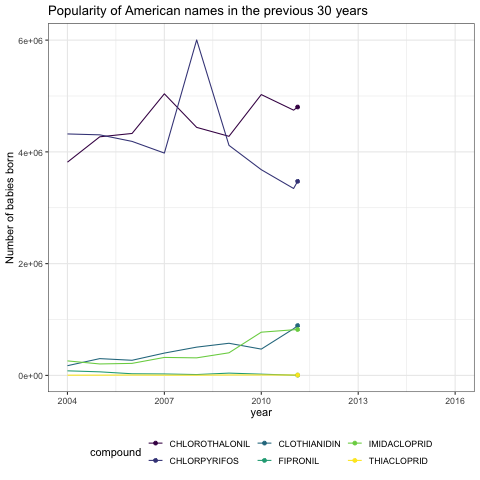 Popularity of American names in the previous 30 years
Number of babies born
6e+06
4e+06
2e+06
0e+00
2004 2007 2010 2013 2016
year
compound
CHLOROTHALONIL CLOTHIANIDIN IMIDACLOPRID
CHLORPYRIFOS FIPRONIL THIACLOPRID